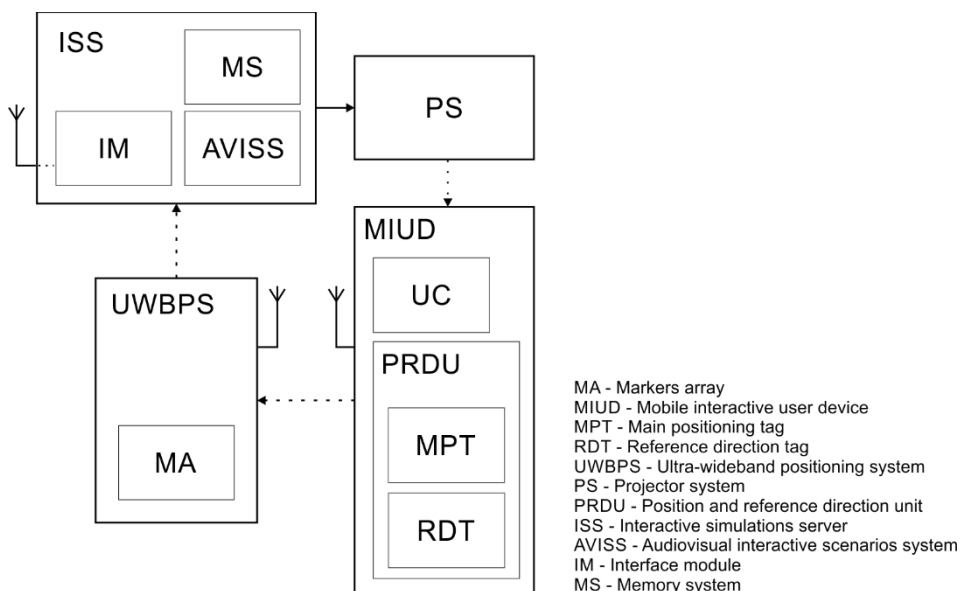 ISS
MS
IM
AVISS
PS
MIUD
UC
UWBPS
PRDU
MPT
MA
RDT
MA - Markers array
MIUD - Mobile interactive user device
MPT - Main positioning tag
RDT - Reference direction tag
UWBPS - Ultra-wideband positioning system
PS - Projector system
PRDU - Position and reference direction unit
ISS - Interactive simulations server
AVISS - Audiovisual interactive scenarios system
IM - Interface module
MS - Memory system